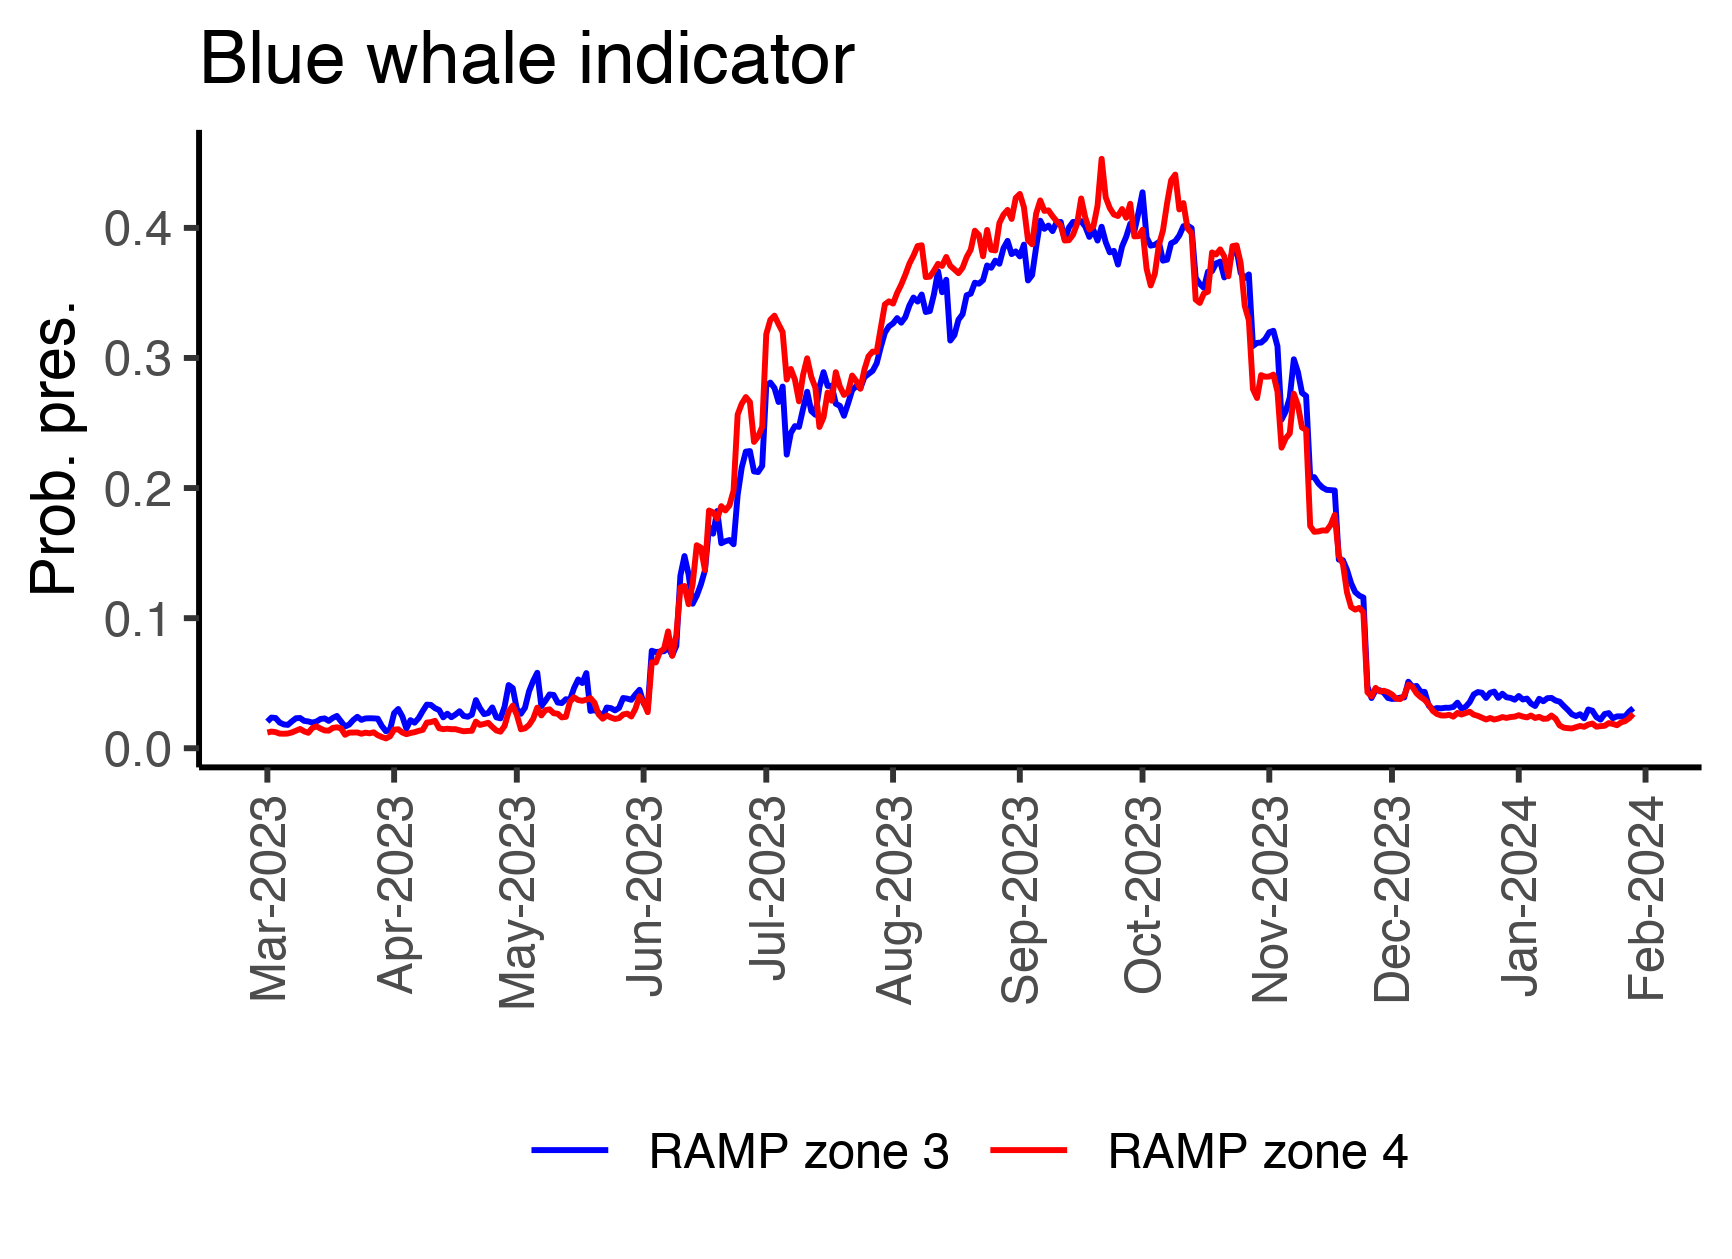 Blue whale indicator
Prob. pres.
0.4
0.3
0.2
0.1
0.0
Mar-2023
Apr-2023
May-2023
Jun-2023
Jul-2023
Aug-2023
Sep-2023
Oct-2023
Nov-2023
Dec-2023
Jan-2024
Feb-2024
RAMP zone 3
RAMP zone 4